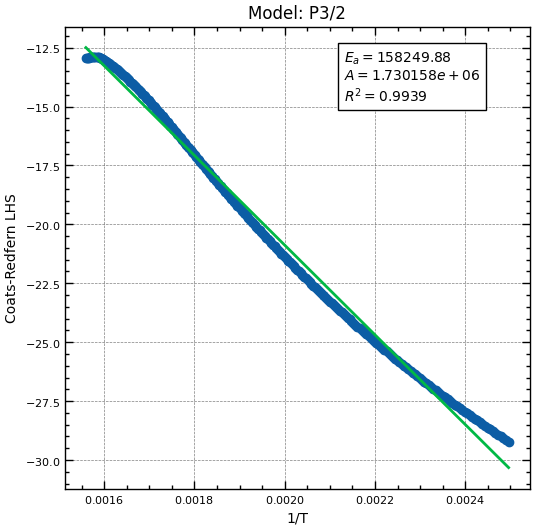 Model: P3/2
E_a = 158249.88
A = 1.730158e + 06
R^2 = 0.9939
−12.5
−15.0
−17.5
−20.0
−22.5
−25.0
−27.5
−30.0
Coats-Redfern LHS
0.0016 0.0018 0.0020 0.0022 0.0024
1/T